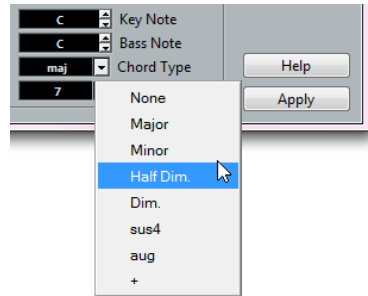 C Key Note
C Bass Note
maj Chord Type Help
7 Apply
None
Major
Minor
Half Dim.
Dim.
sus4
aug
+